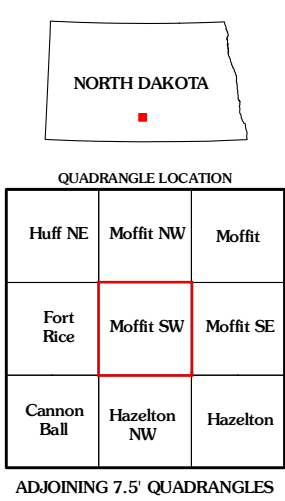 NORTH DAKOTA
QUADRANGLE LOCATION
Huff NE
Moffit NW
Moffit
Fort
Rice
Moffit SW
Moffit SE
Cannon
Ball
Hazelton
NW
Hazelton
ADJOINING 7.5' QUADRANGLES